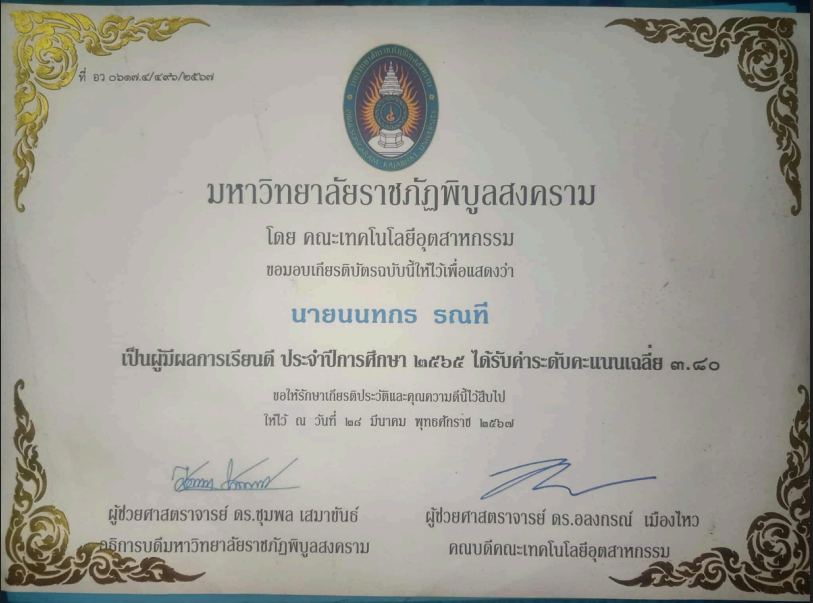 ที่ อว ๐๖๑๗.๔/๔๙๖/๒๕๖๗
มหาวิทยาลัยราชภัฏพิบูลสงคราม
โดย คณะเทคโนโลยีอุตสาหกรรม
ขอมอบเกียรติบัตรฉบับนี้ให้ไว้เพื่อแสดงว่า
นายนนทกร ธณที
เป็นผู้มีผลการเรียนดี ประจำปีการศึกษา ๒๕๖๕ ได้รับค่าระดับคะแนนเฉลี่ย ๓.๘๐
ขอให้รักษาเกียรติประวัติและคุณความดีนี้ไว้สืบไป
ให้ไว้ ณ วันที่ ๒๘ มีนาคม พุทธศักราช ๒๕๖๗
ผู้ช่วยศาสตราจารย์ ดร.ชุมพล เสมาขันธ์
อธิการบดีมหาวิทยาลัยราชภัฏพิบูลสงคราม
ผู้ช่วยศาสตราจารย์ ดร.อลงกรณ์ เมืองไหว
คณบดีคณะเทคโนโลยีอุตสาหกรรม